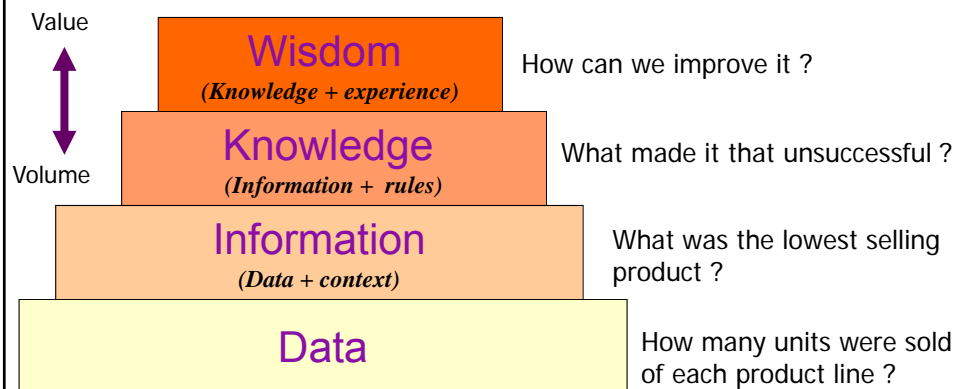 Value
Wisdom
(Knowledge + experience)
How can we improve it ?
Knowledge
(Information + rules)
What made it that unsuccessful ?
Volume
Information
(Data + context)
What was the lowest selling
product ?
Data
How many units were sold
of each product line ?